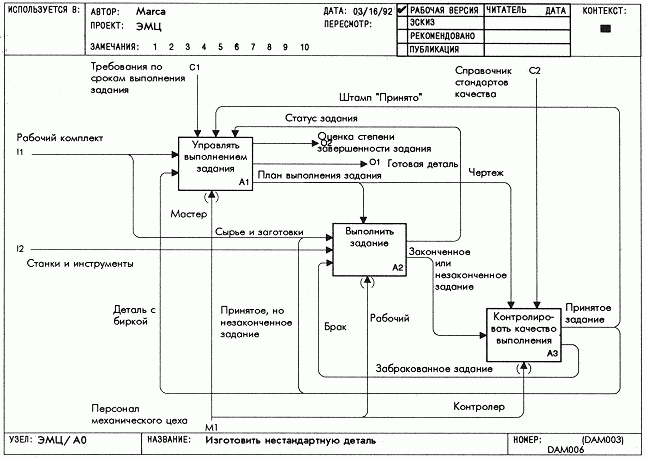 ИСПОЛЬЗУЕТСЯ В:
АВТОР: Marca
ДАТА: 03/16/92
ПРОЕКТ: ЭМЦ
ПЕРЕСМОТР:
ЗАМЕЧАНИЯ: 1 2 3 4 5 6 7 8 9 10
РАБОЧАЯ ВЕРСИЯ
ЭСКИЗ
РЕКОМЕНДОВАНО
ПУБЛИКАЦИЯ
ЧИТАТЕЛЬ ДАТА
КОНТЕКСТ:
Требования по
срокам выполнения
задания
C1
Справочник
стандартов
качества
C2
Штамп "Принято"
Статус задания
Рабочий комплект
I1
Управлять
выполнением
задания
A1
Оценка степени
завершенности задания
O2
O1 Готовая деталь
План выполнения задания
Чертеж
Мастер
Сырье и заготовки
Выполнить
задание
A2
I2
Станки и инструменты
Законченное
или
незаконченное
задание
Деталь с
биркой
Принятое, но
незаконченное
задание
Брак
Рабочий
Контролиро-
вать качество
выполнения
A3
Принятое
задание
Забракованное задание
Персонал
механического цеха
M1
Контролер
УЗЕЛ: ЭМЦ/A0
НАЗВАНИЕ: Изготовить нестандартную деталь
НОМЕР: (DAM003)
DAM006